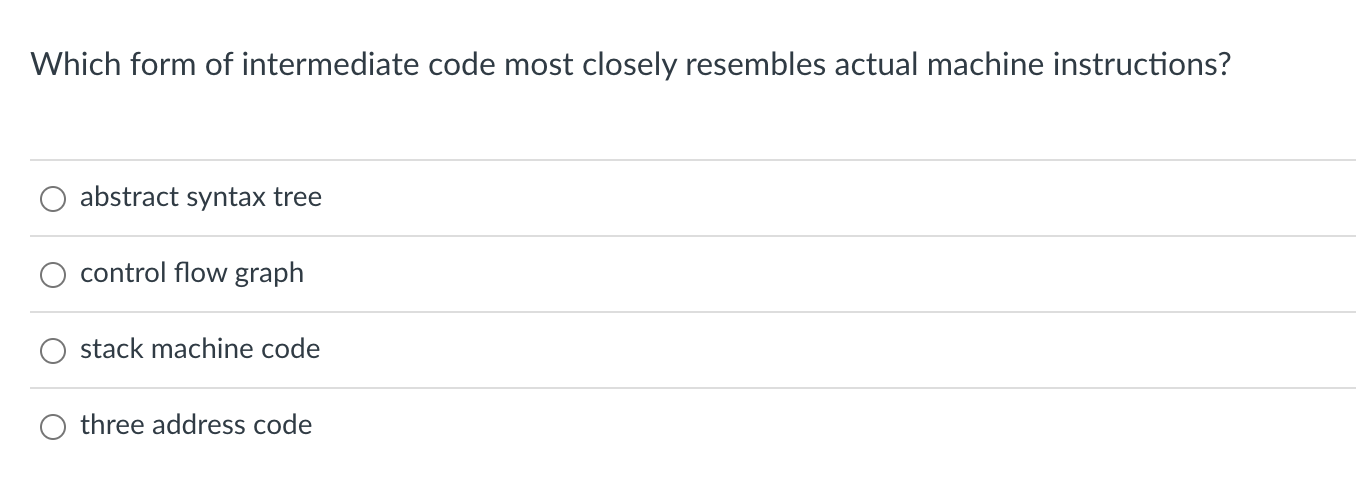 Which form of intermediate code most closely resembles actual machine instructions?
abstract syntax tree
control flow graph
stack machine code
three address code